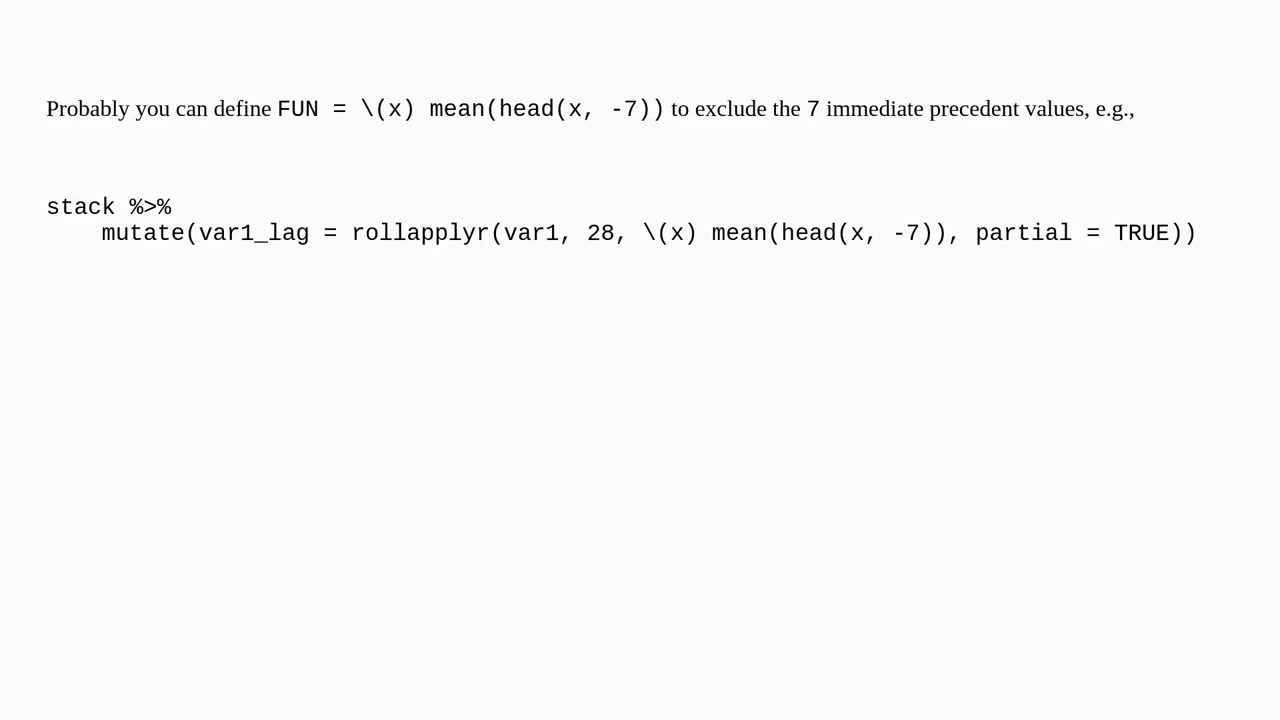 Probably you can define FUN = \(x) mean(head(x, -7)) to exclude the 7 immediate precedent values, e.g.,
stack %>%
    mutate(var1_lag = rollapplyr(var1, 28, \(x) mean(head(x, -7)), partial = TRUE))